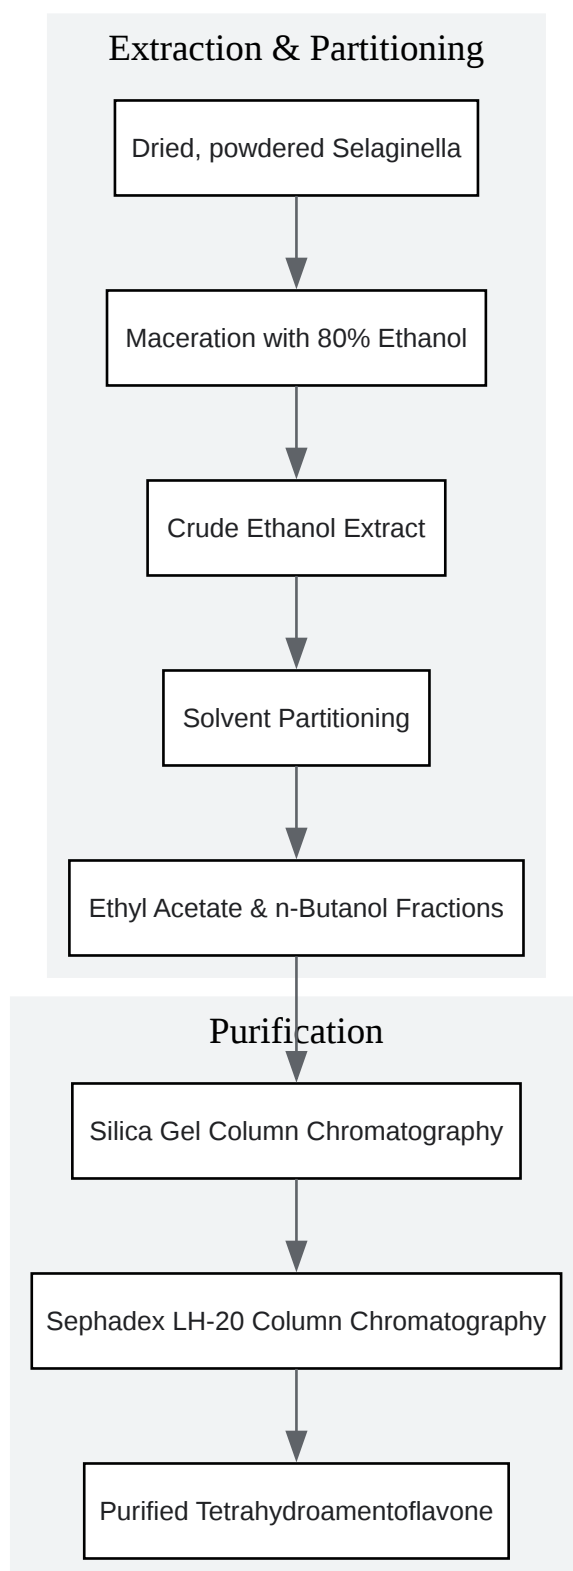 Extraction & Partitioning
Dried, powdered Selaginella
Maceration with 80% Ethanol
Crude Ethanol Extract
Solvent Partitioning
Ethyl Acetate & n-Butanol Fractions
Purification
Silica Gel Column Chromatography
Sephadex LH-20 Column Chromatography
Purified Tetrahydroamentoflavone